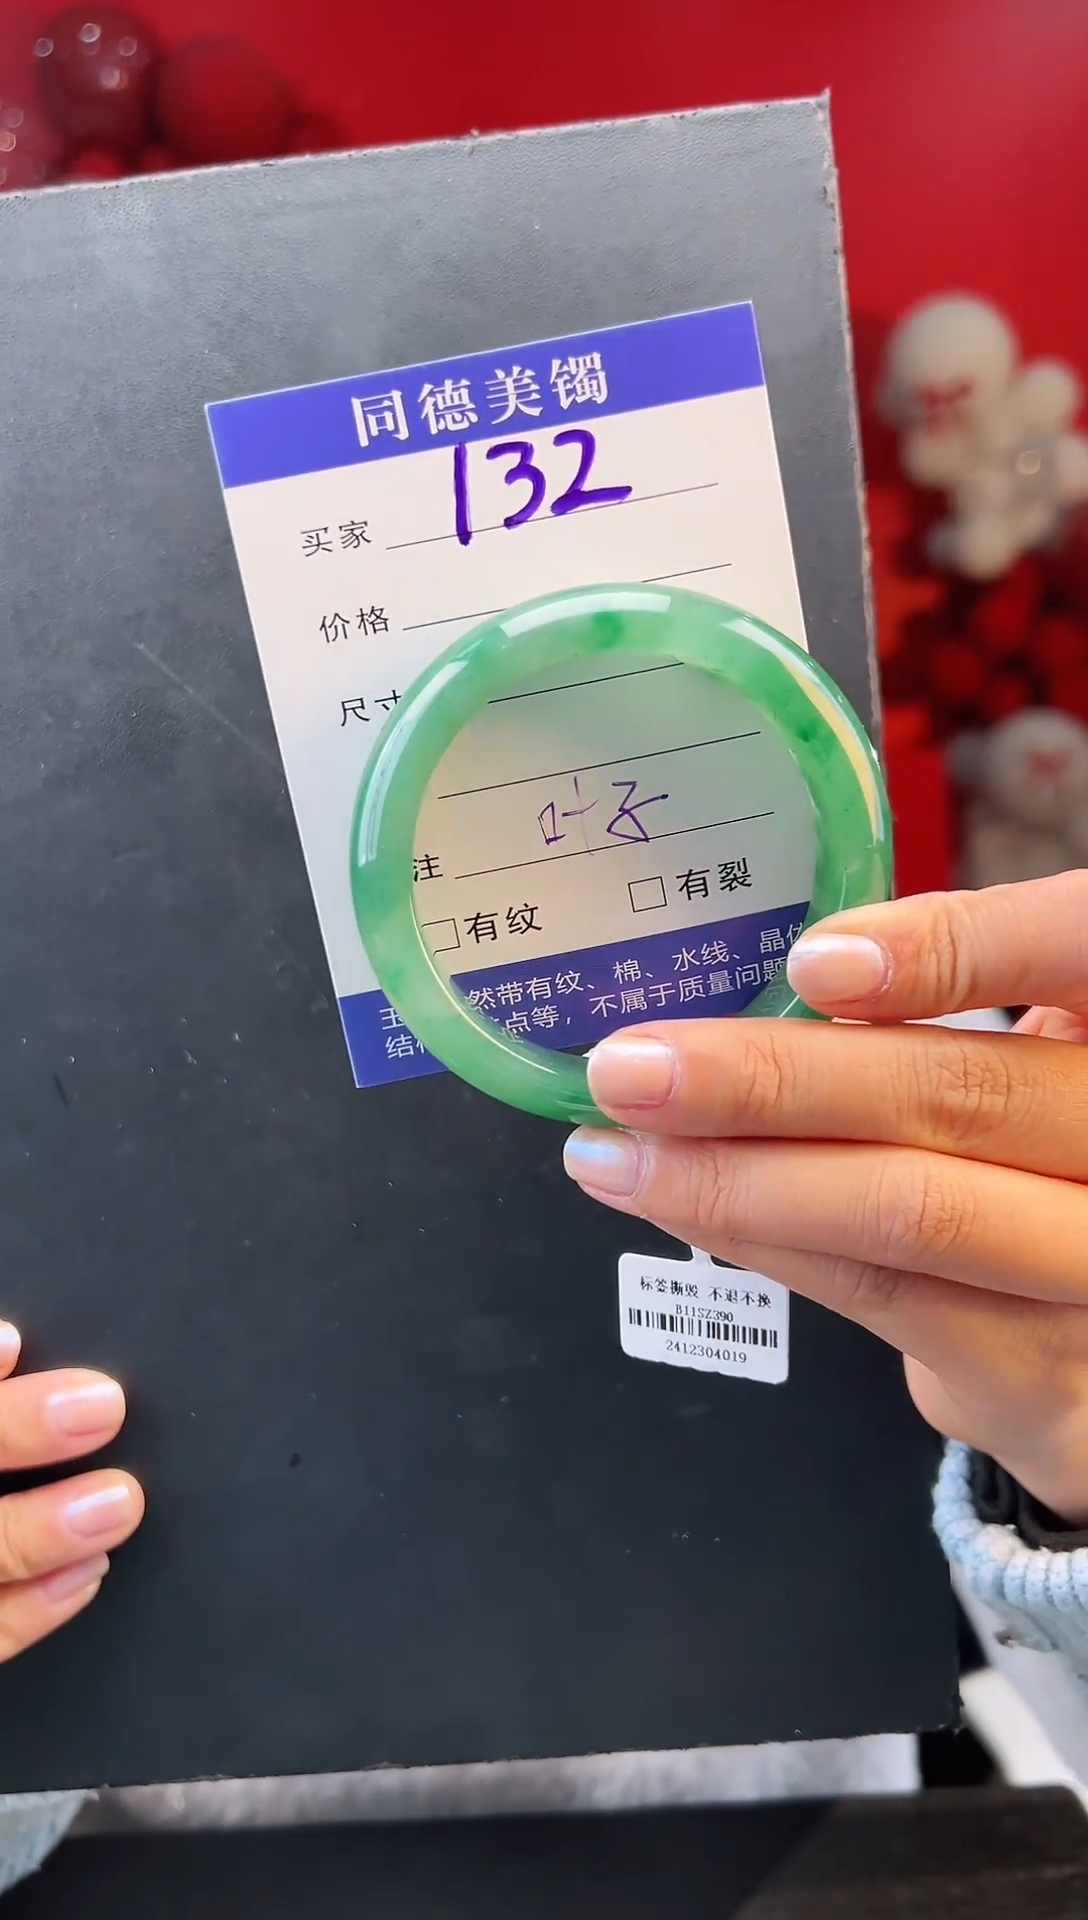 同德美镯
买家 132
价格
尺寸
注 叶子
有纹 有裂
然带有纹、棉、水线、晶体
结 点等，不属于质量问题
标签撕毁 不退不换
B11SZ390
2412304019